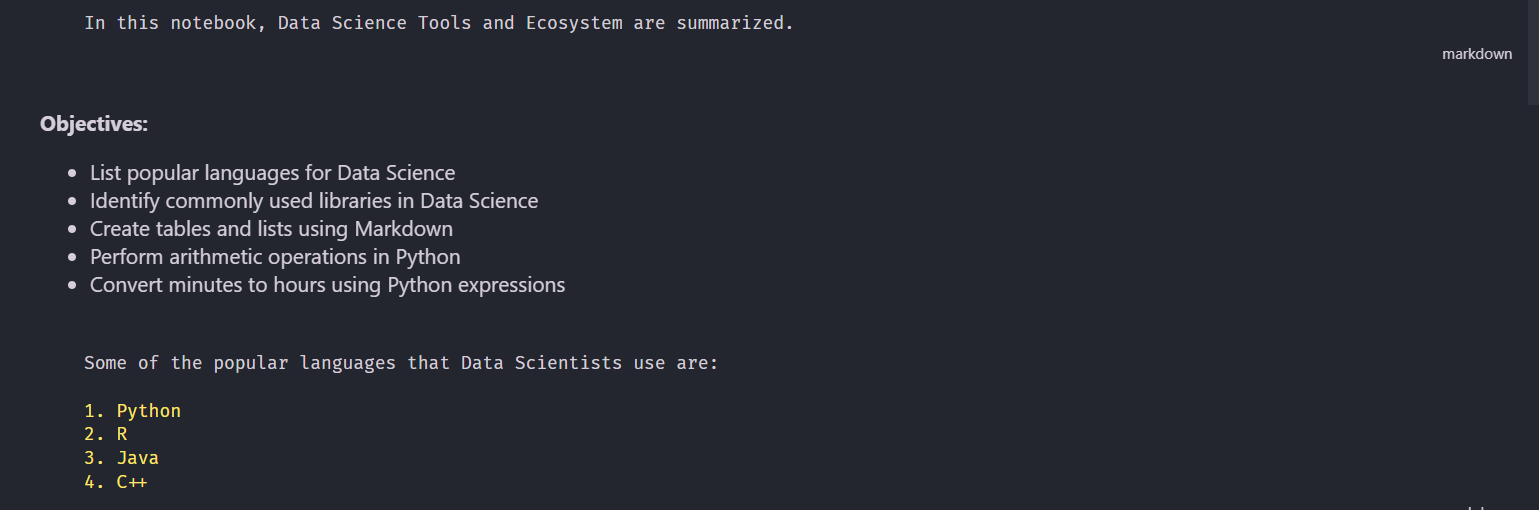 In this notebook, Data Science Tools and Ecosystem are summarized.
markdown
Objectives:
• List popular languages for Data Science
• Identify commonly used libraries in Data Science
• Create tables and lists using Markdown
• Perform arithmetic operations in Python
• Convert minutes to hours using Python expressions
Some of the popular languages that Data Scientists use are:
1. Python
2. R
3. Java
4. C++